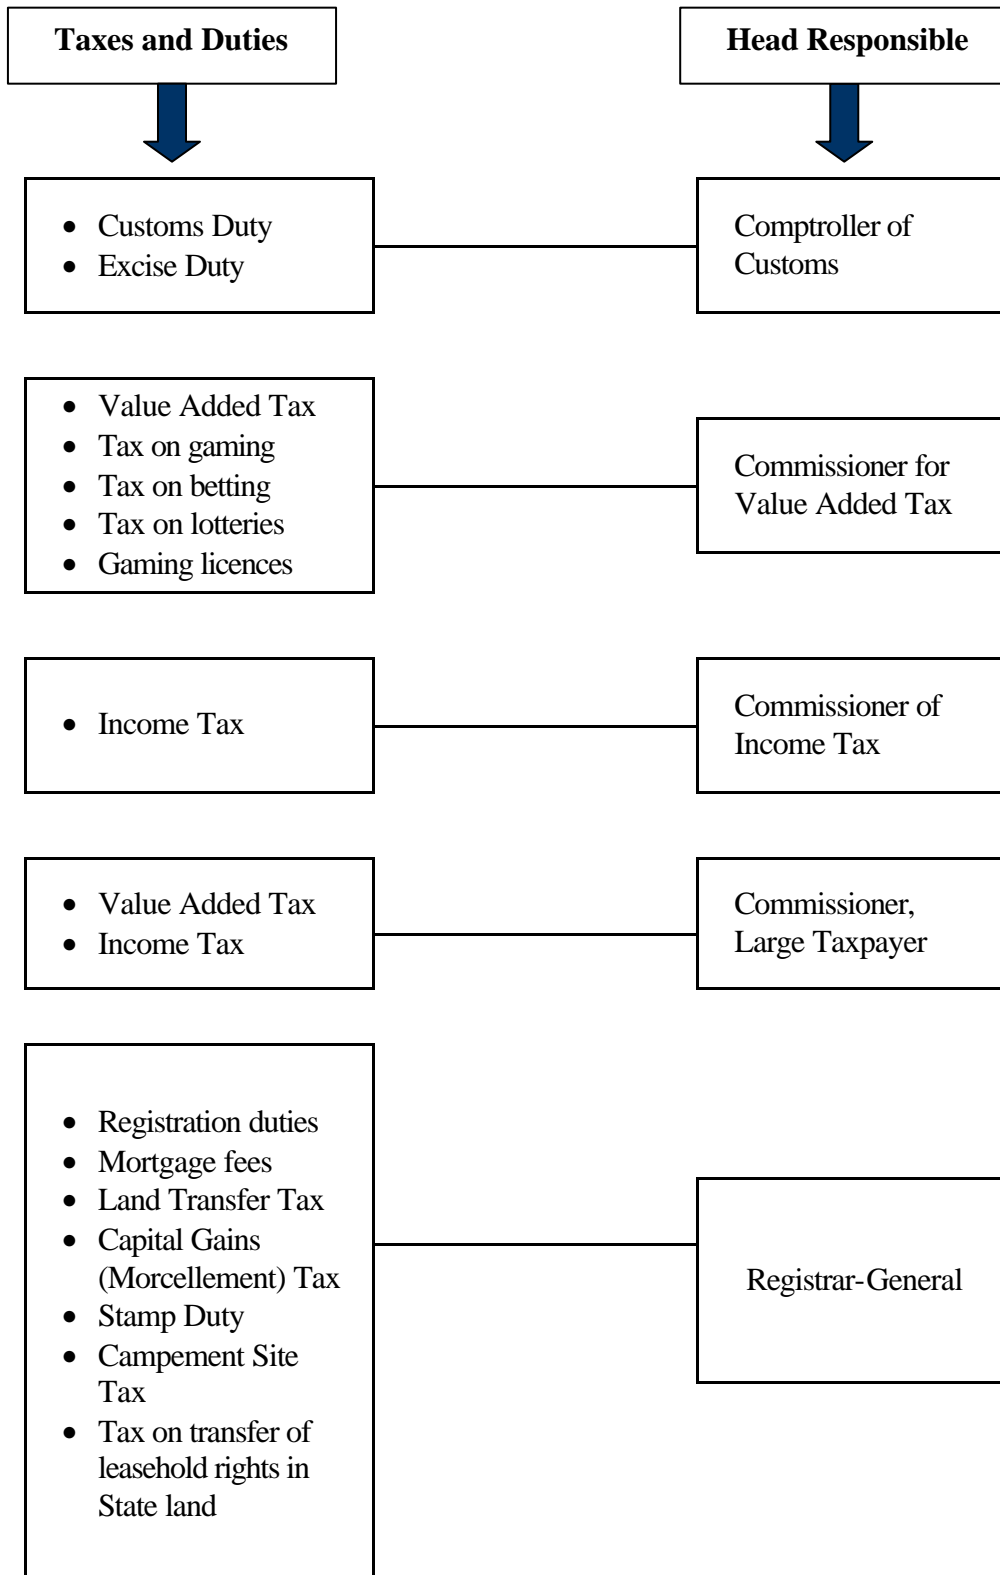 Taxes and Duties
Head Responsible
• Customs Duty
• Excise Duty
Comptroller of
Customs
• Value Added Tax
• Tax on gaming
• Tax on betting
• Tax on lotteries
• Gaming licences
Commissioner for
Value Added Tax
• Income Tax
Commissioner of
Income Tax
• Value Added Tax
• Income Tax
Commissioner,
Large Taxpayer
• Registration duties
• Mortgage fees
• Land Transfer Tax
• Capital Gains
(Morcellement) Tax
• Stamp Duty
• Campement Site
Tax
• Tax on transfer of
leasehold rights in
State land
Registrar-General